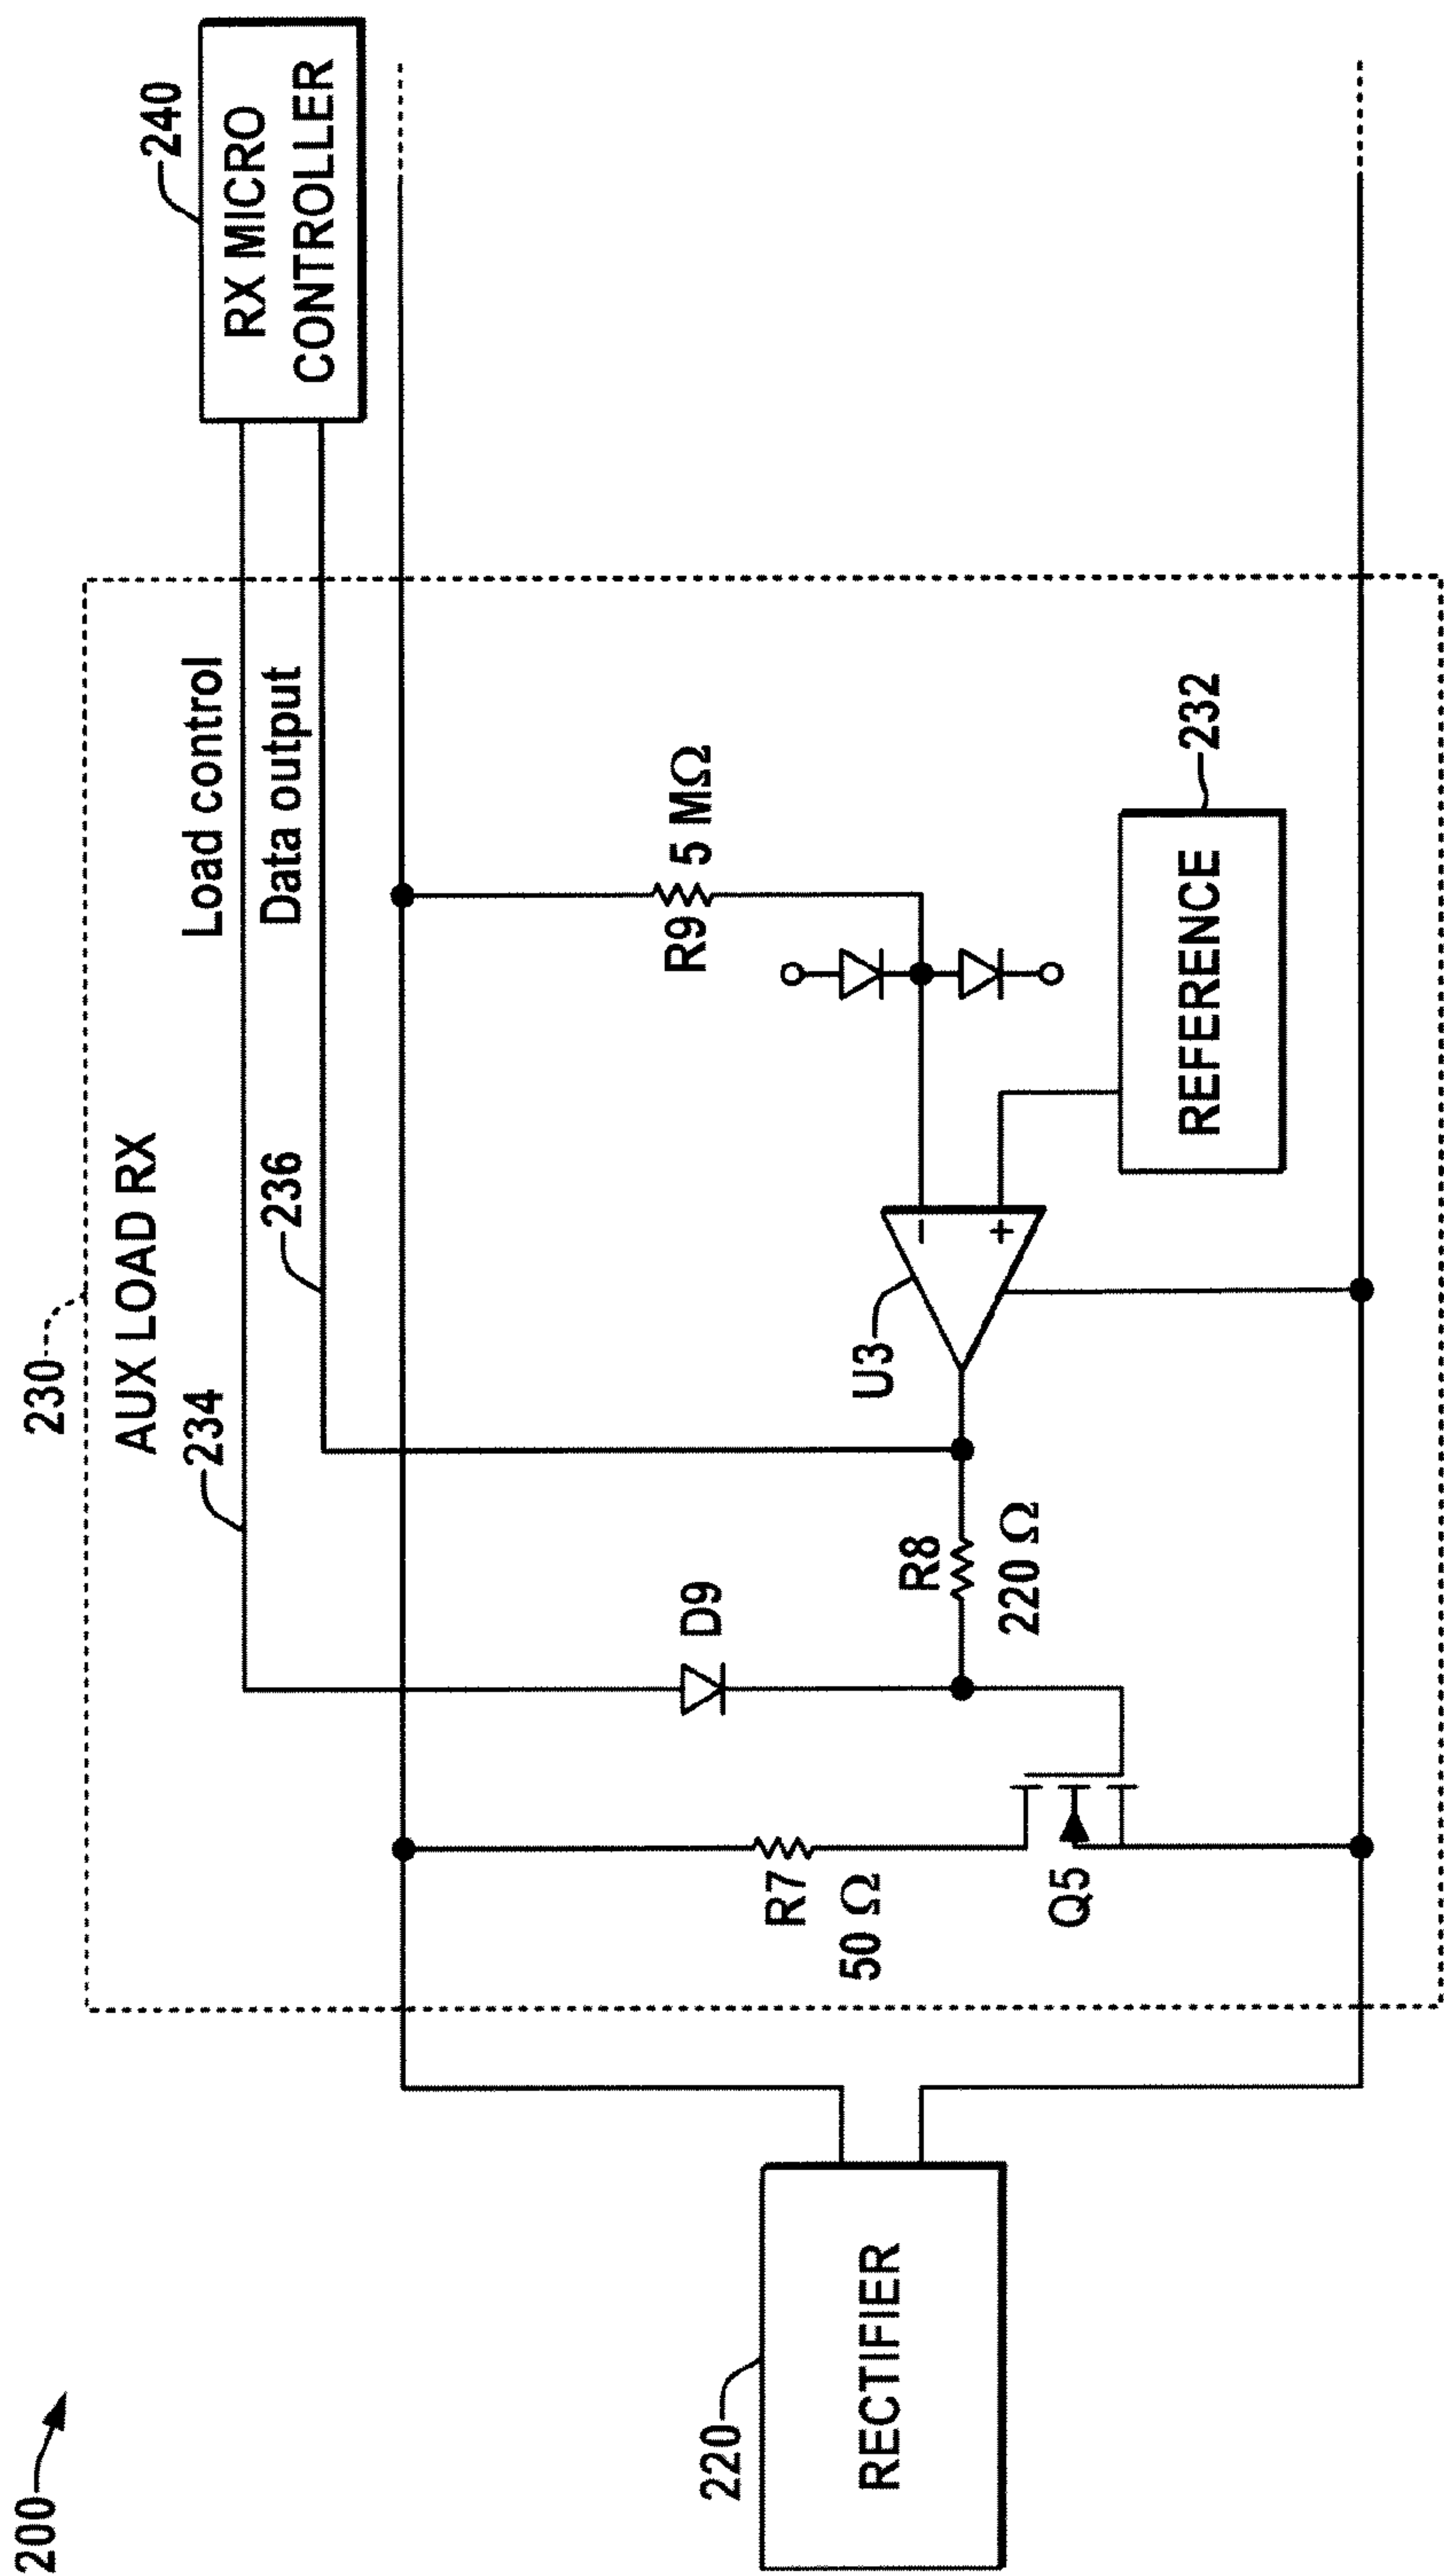 200
230
AUX LOAD RX
234
236
Load control
Data output
240
RX MICRO
CONTROLLER
220
RECTIFIER
R7
50 Ω
Q5
D9
R8
220 Ω
U3
−
+
R9
5 MΩ
REFERENCE
232